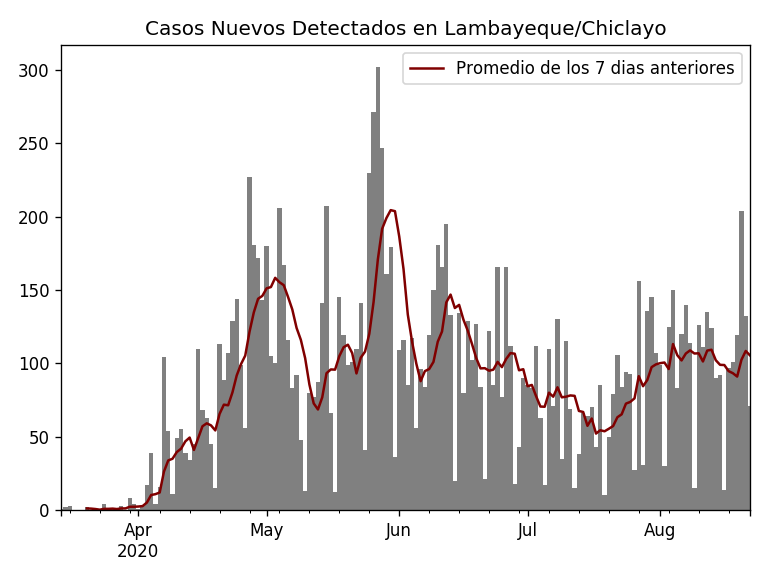 Casos Nuevos Detectados en Lambayeque/Chiclayo
Promedio de los 7 dias anteriores
300
250
200
150
100
50
0
Apr
2020
May
Jun
Jul
Aug